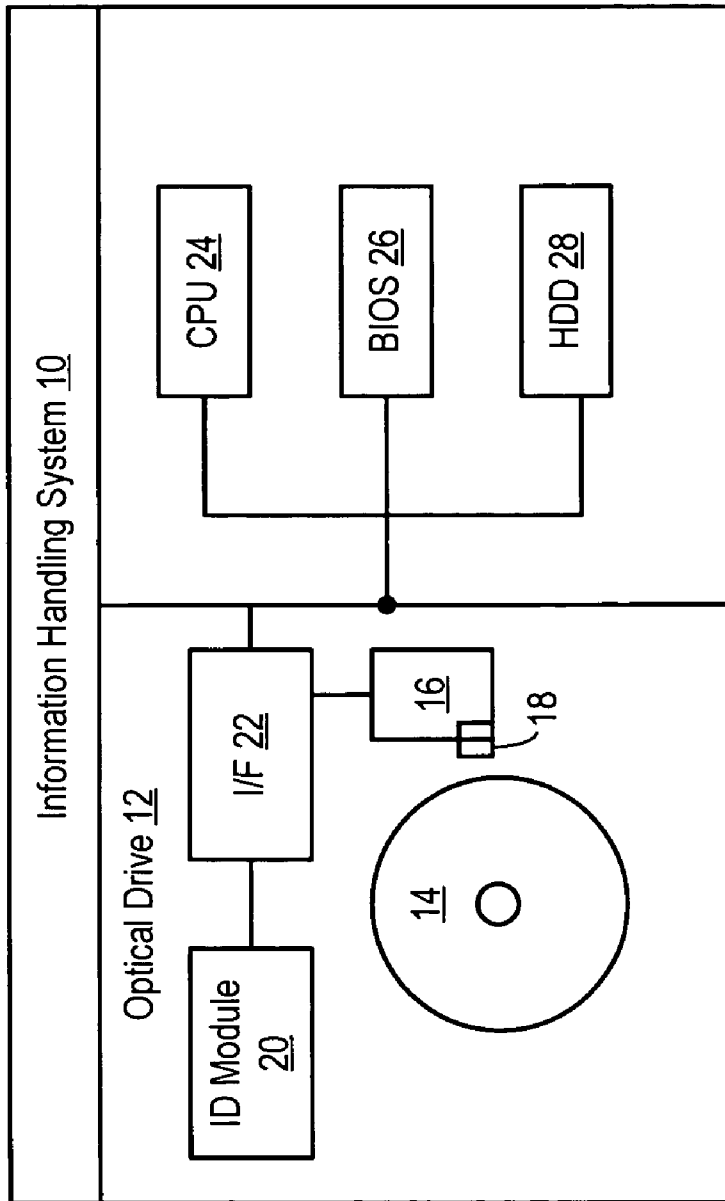 Information Handling System 10
Optical Drive 12
ID Module
20
I/F 22
14
16
18
CPU 24
BIOS 26
HDD 28